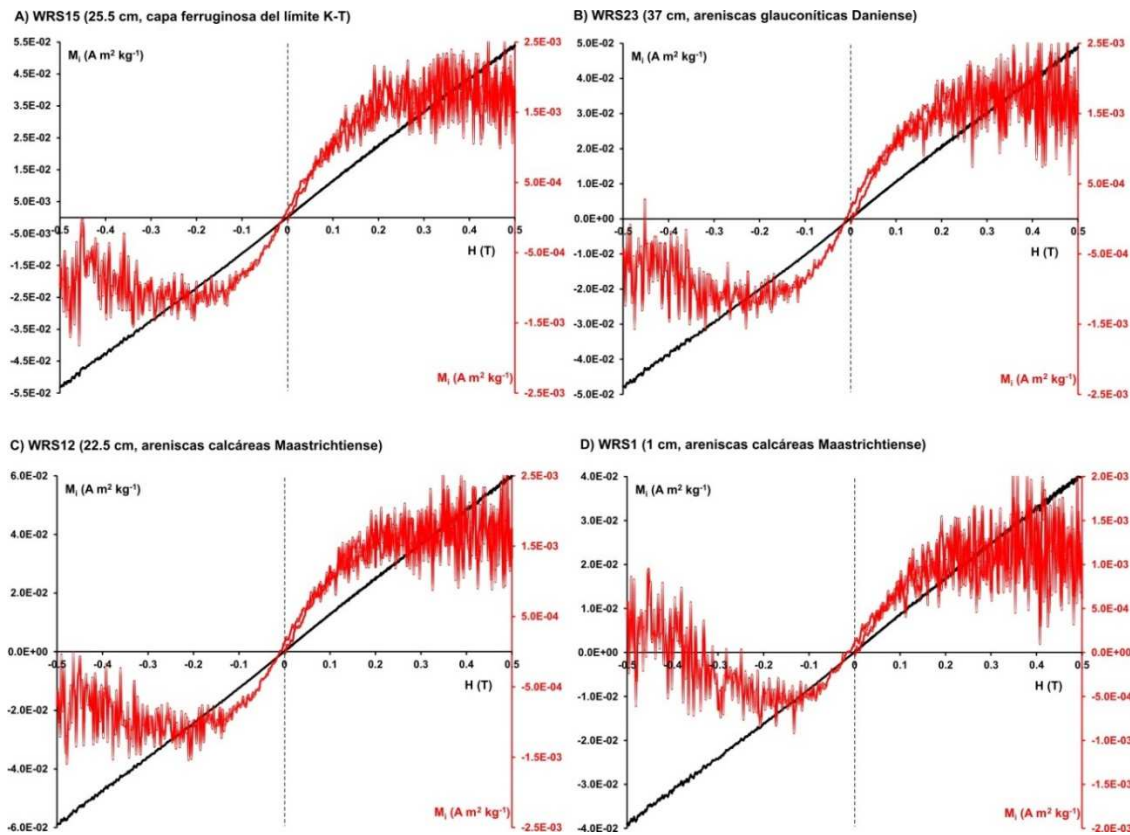 A) WRS15 (25.5 cm, capa ferruginosa del límite K-T)
5.5E-02
4.5E-02
3.5E-02
2.5E-02
1.5E-02
5.0E-03
-5.0E-03
-1.5E-02
-2.5E-02
-3.5E-02
-4.5E-02
-5.5E-02
Mᵢ (A m² kg⁻¹)
-0.5 -0.4 -0.3 -0.2 -0.1 0 0.1 0.2 0.3 0.4 0.5
H (T)
2.5E-03
1.5E-03
5.0E-04
-5.0E-04
-1.5E-03
-2.5E-03
Mᵢ (A m² kg⁻¹)
B) WRS23 (37 cm, areniscas glauconíticas Daniense)
5.0E-02
4.0E-02
3.0E-02
2.0E-02
1.0E-02
0.0E+00
-1.0E-02
-2.0E-02
-3.0E-02
-4.0E-02
-5.0E-02
Mᵢ (A m² kg⁻¹)
-0.5 -0.4 -0.3 -0.2 -0.1 0 0.1 0.2 0.3 0.4 0.5
H (T)
2.5E-03
1.5E-03
5.0E-04
-5.0E-04
-1.5E-03
-2.5E-03
Mᵢ (A m² kg⁻¹)
C) WRS12 (22.5 cm, areniscas calcáreas Maastrichtiense)
6.0E-02
4.0E-02
2.0E-02
0.0E+00
-2.0E-02
-4.0E-02
-6.0E-02
Mᵢ (A m² kg⁻¹)
-0.5 -0.4 -0.3 -0.2 -0.1 0 0.1 0.2 0.3 0.4 0.5
H (T)
2.5E-03
1.5E-03
5.0E-04
-5.0E-04
-1.5E-03
-2.5E-03
Mᵢ (A m² kg⁻¹)
D) WRS1 (1 cm, areniscas calcáreas Maastrichtiense)
4.0E-02
3.0E-02
2.0E-02
1.0E-02
0.0E+00
-1.0E-02
-2.0E-02
-3.0E-02
-4.0E-02
Mᵢ (A m² kg⁻¹)
-0.5 -0.4 -0.3 -0.2 -0.1 0 0.1 0.2 0.3 0.4 0.5
H (T)
2.0E-03
1.5E-03
1.0E-03
5.0E-04
0.0E+00
-5.0E-04
-1.0E-03
-1.5E-03
-2.0E-03
Mᵢ (A m² kg⁻¹)